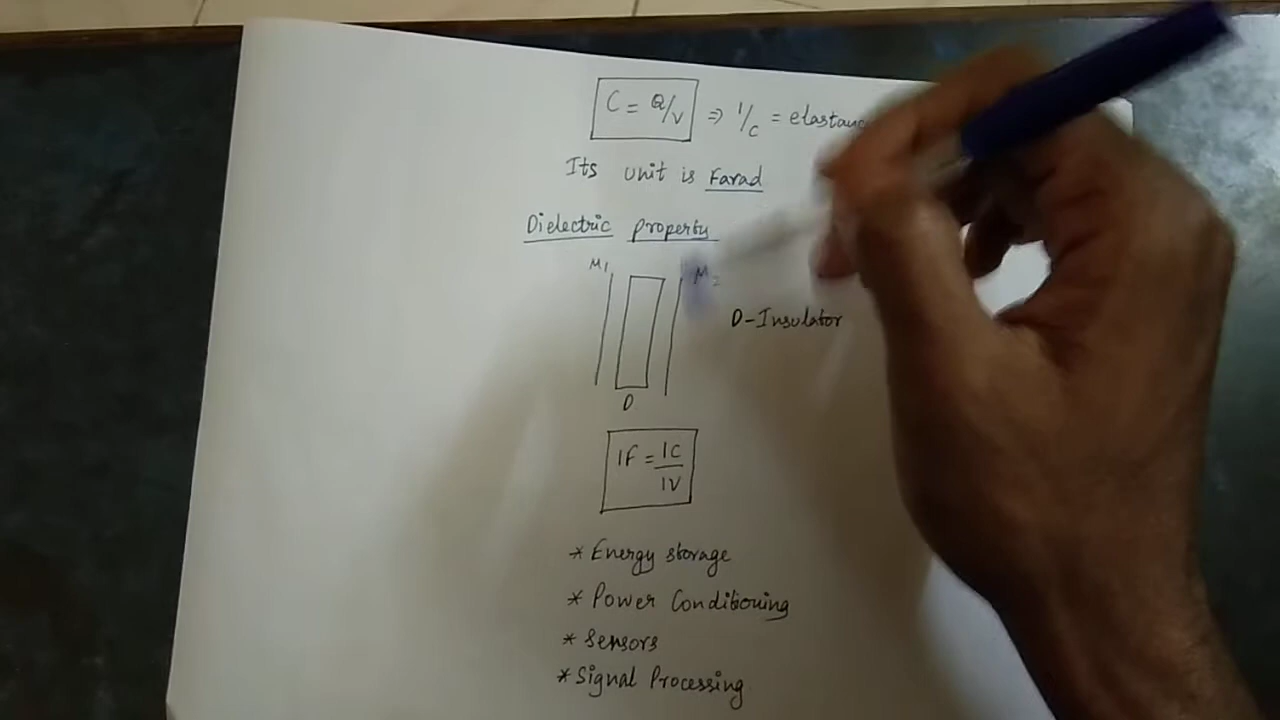 C = Q/V ⇒ 1/C =
Its unit is Farad
Dielectric property
M1 M2
D-Insulator
D
1F = 1C/1V
* Energy storage
* Power Conditioning
* Sensors
* Signal Processing